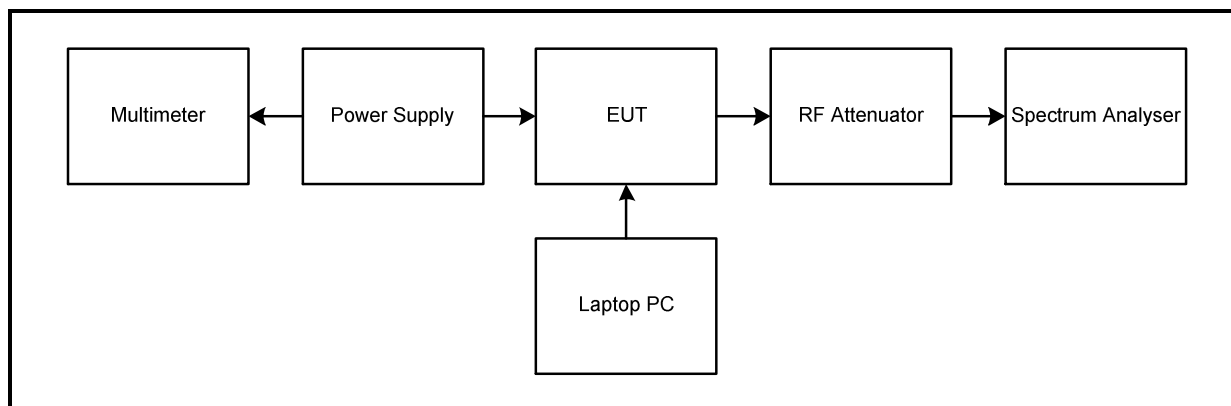 Multimeter
Power Supply
EUT
RF Attenuator
Spectrum Analyser
Laptop PC